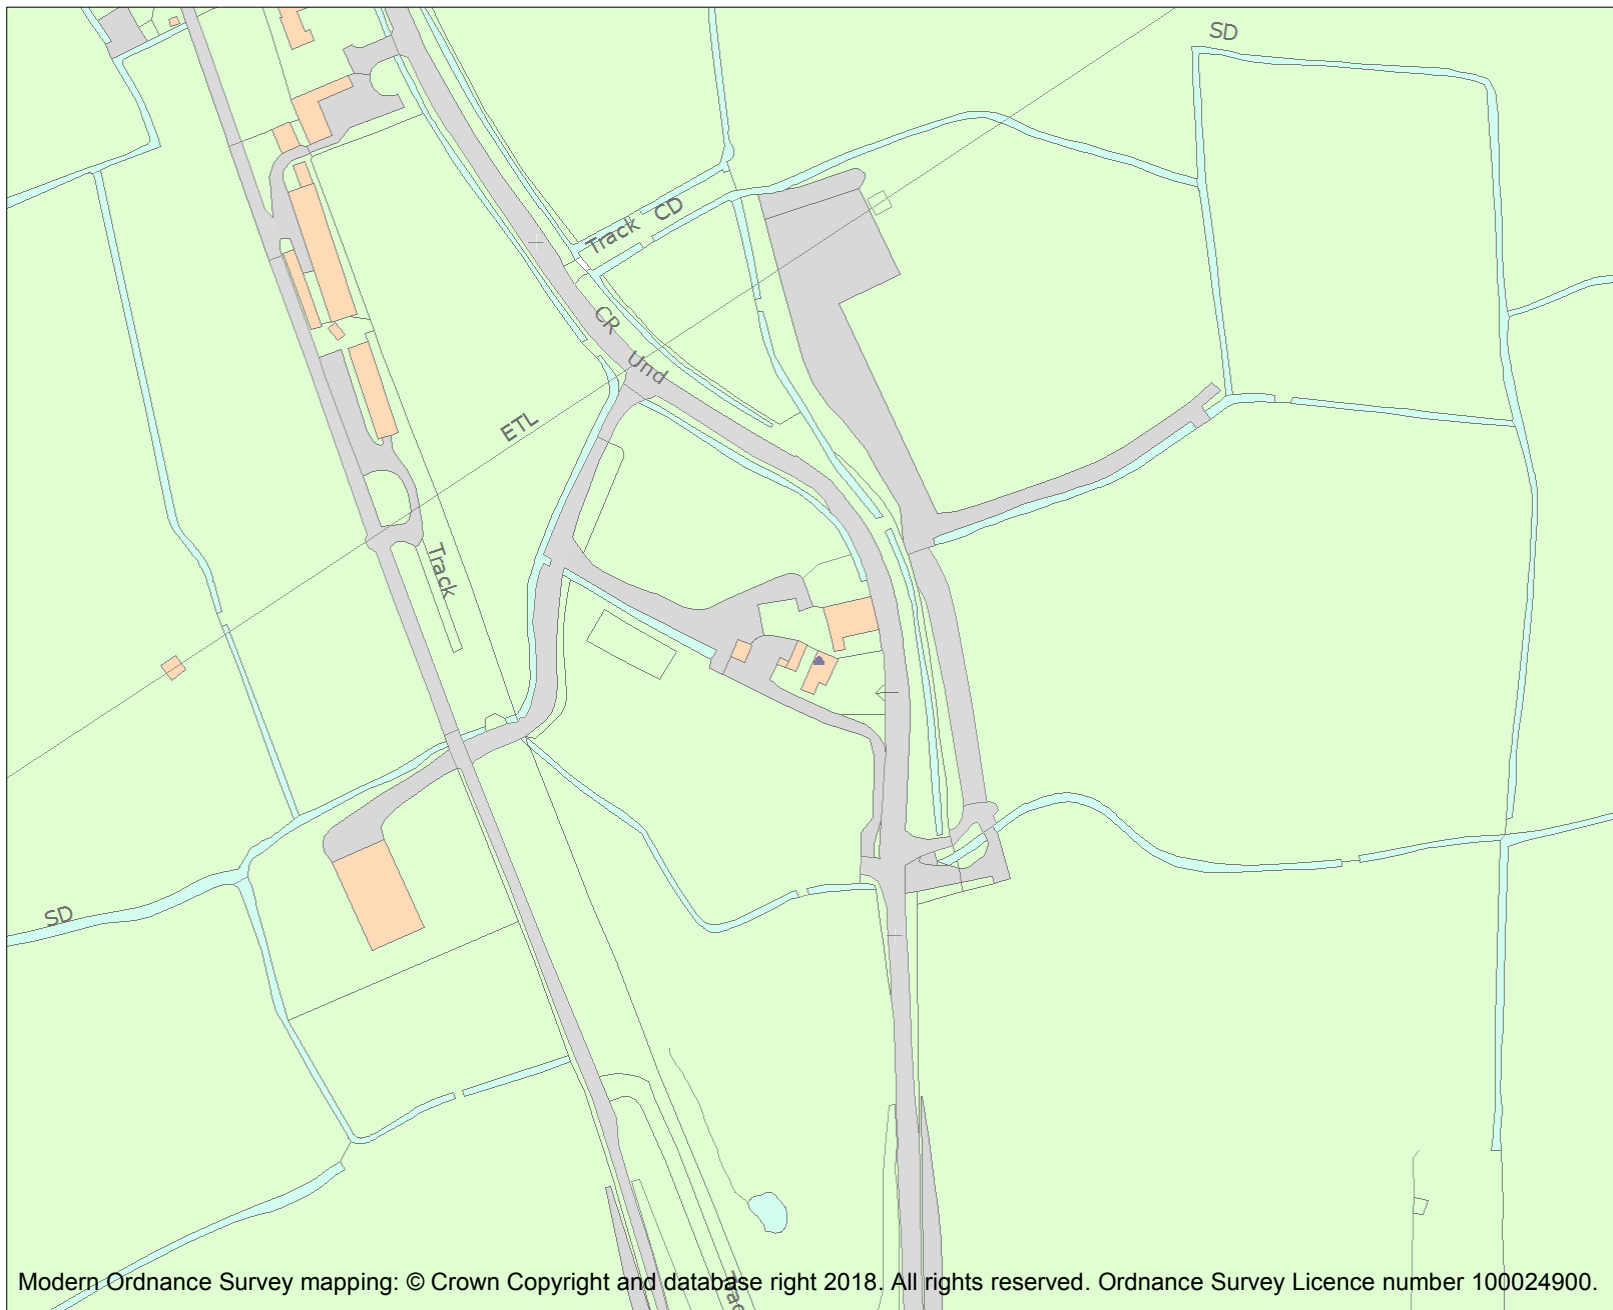 SD
Track
CD
CR
Und
ETL
Track
SD
Trac
Modern Ordnance Survey mapping: © Crown Copyright and database right 2018. All rights reserved. Ordnance Survey Licence number 100024900.